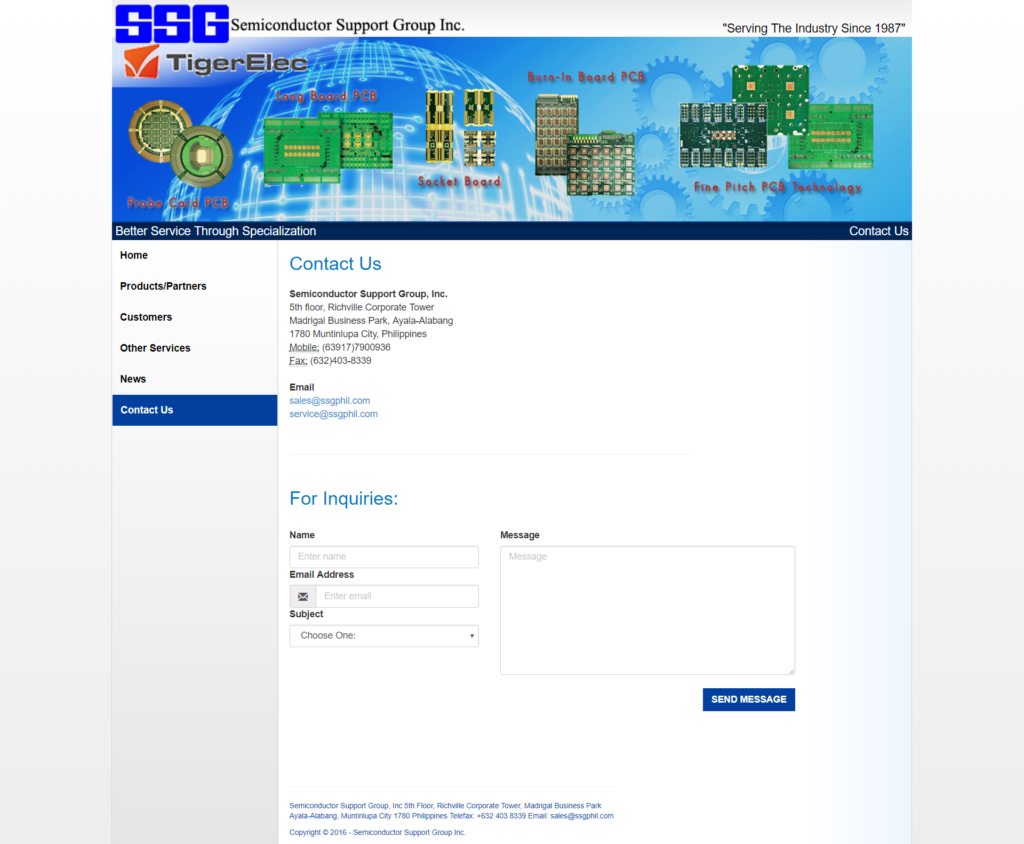 SSG Semiconductor Support Group Inc.
"Serving The Industry Since 1987"
TigerElec
Burn-In Board PCB
Long Board PCB
Socket Board
Fine Pitch PCB Technology
Probe Card PCB
Better Service Through Specialization
Contact Us
Home
Products/Partners
Customers
Other Services
News
Contact Us
Contact Us
Semiconductor Support Group, Inc.
5th floor, Richville Corporate Tower
Madrigal Business Park, Ayala-Alabang
1780 Muntinlupa City, Philippines
Mobile: (63917)7900936
Fax: (632)403-8339
Email
sales@ssgphil.com
service@ssgphil.com
For Inquiries:
Name
Enter name
Email Address
Enter email
Subject
Choose One:
Message
Message
SEND MESSAGE
Semiconductor Support Group, Inc 5th Floor, Richville Corporate Tower, Madrigal Business Park
Ayala-Alabang, Muntinlupa City 1780 Philippines Telefax: +632 403 8339 Email: sales@ssgphil.com
Copyright © 2016 - Semiconductor Support Group Inc.